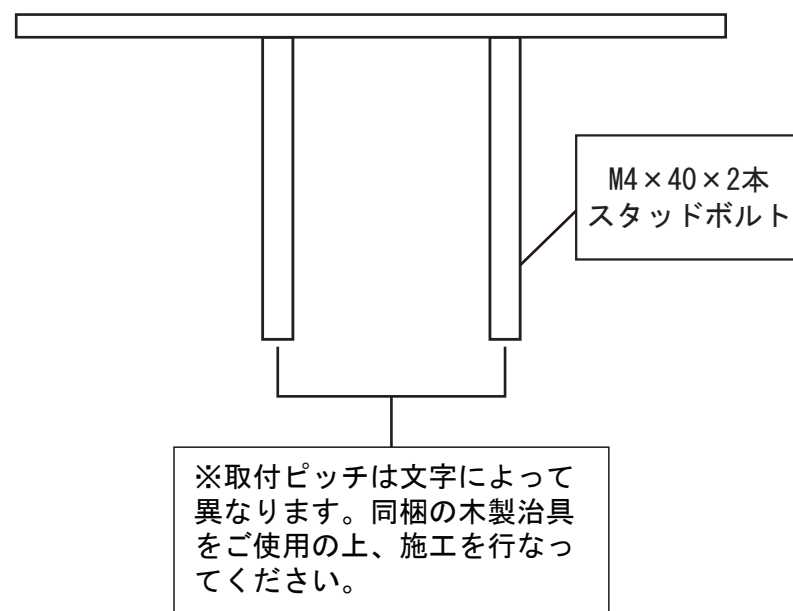 M4×40×2本
スタッドボルト
※取付ピッチは文字によって
異なります。同梱の木製治具
をご使用の上、施工を行なっ
てください。